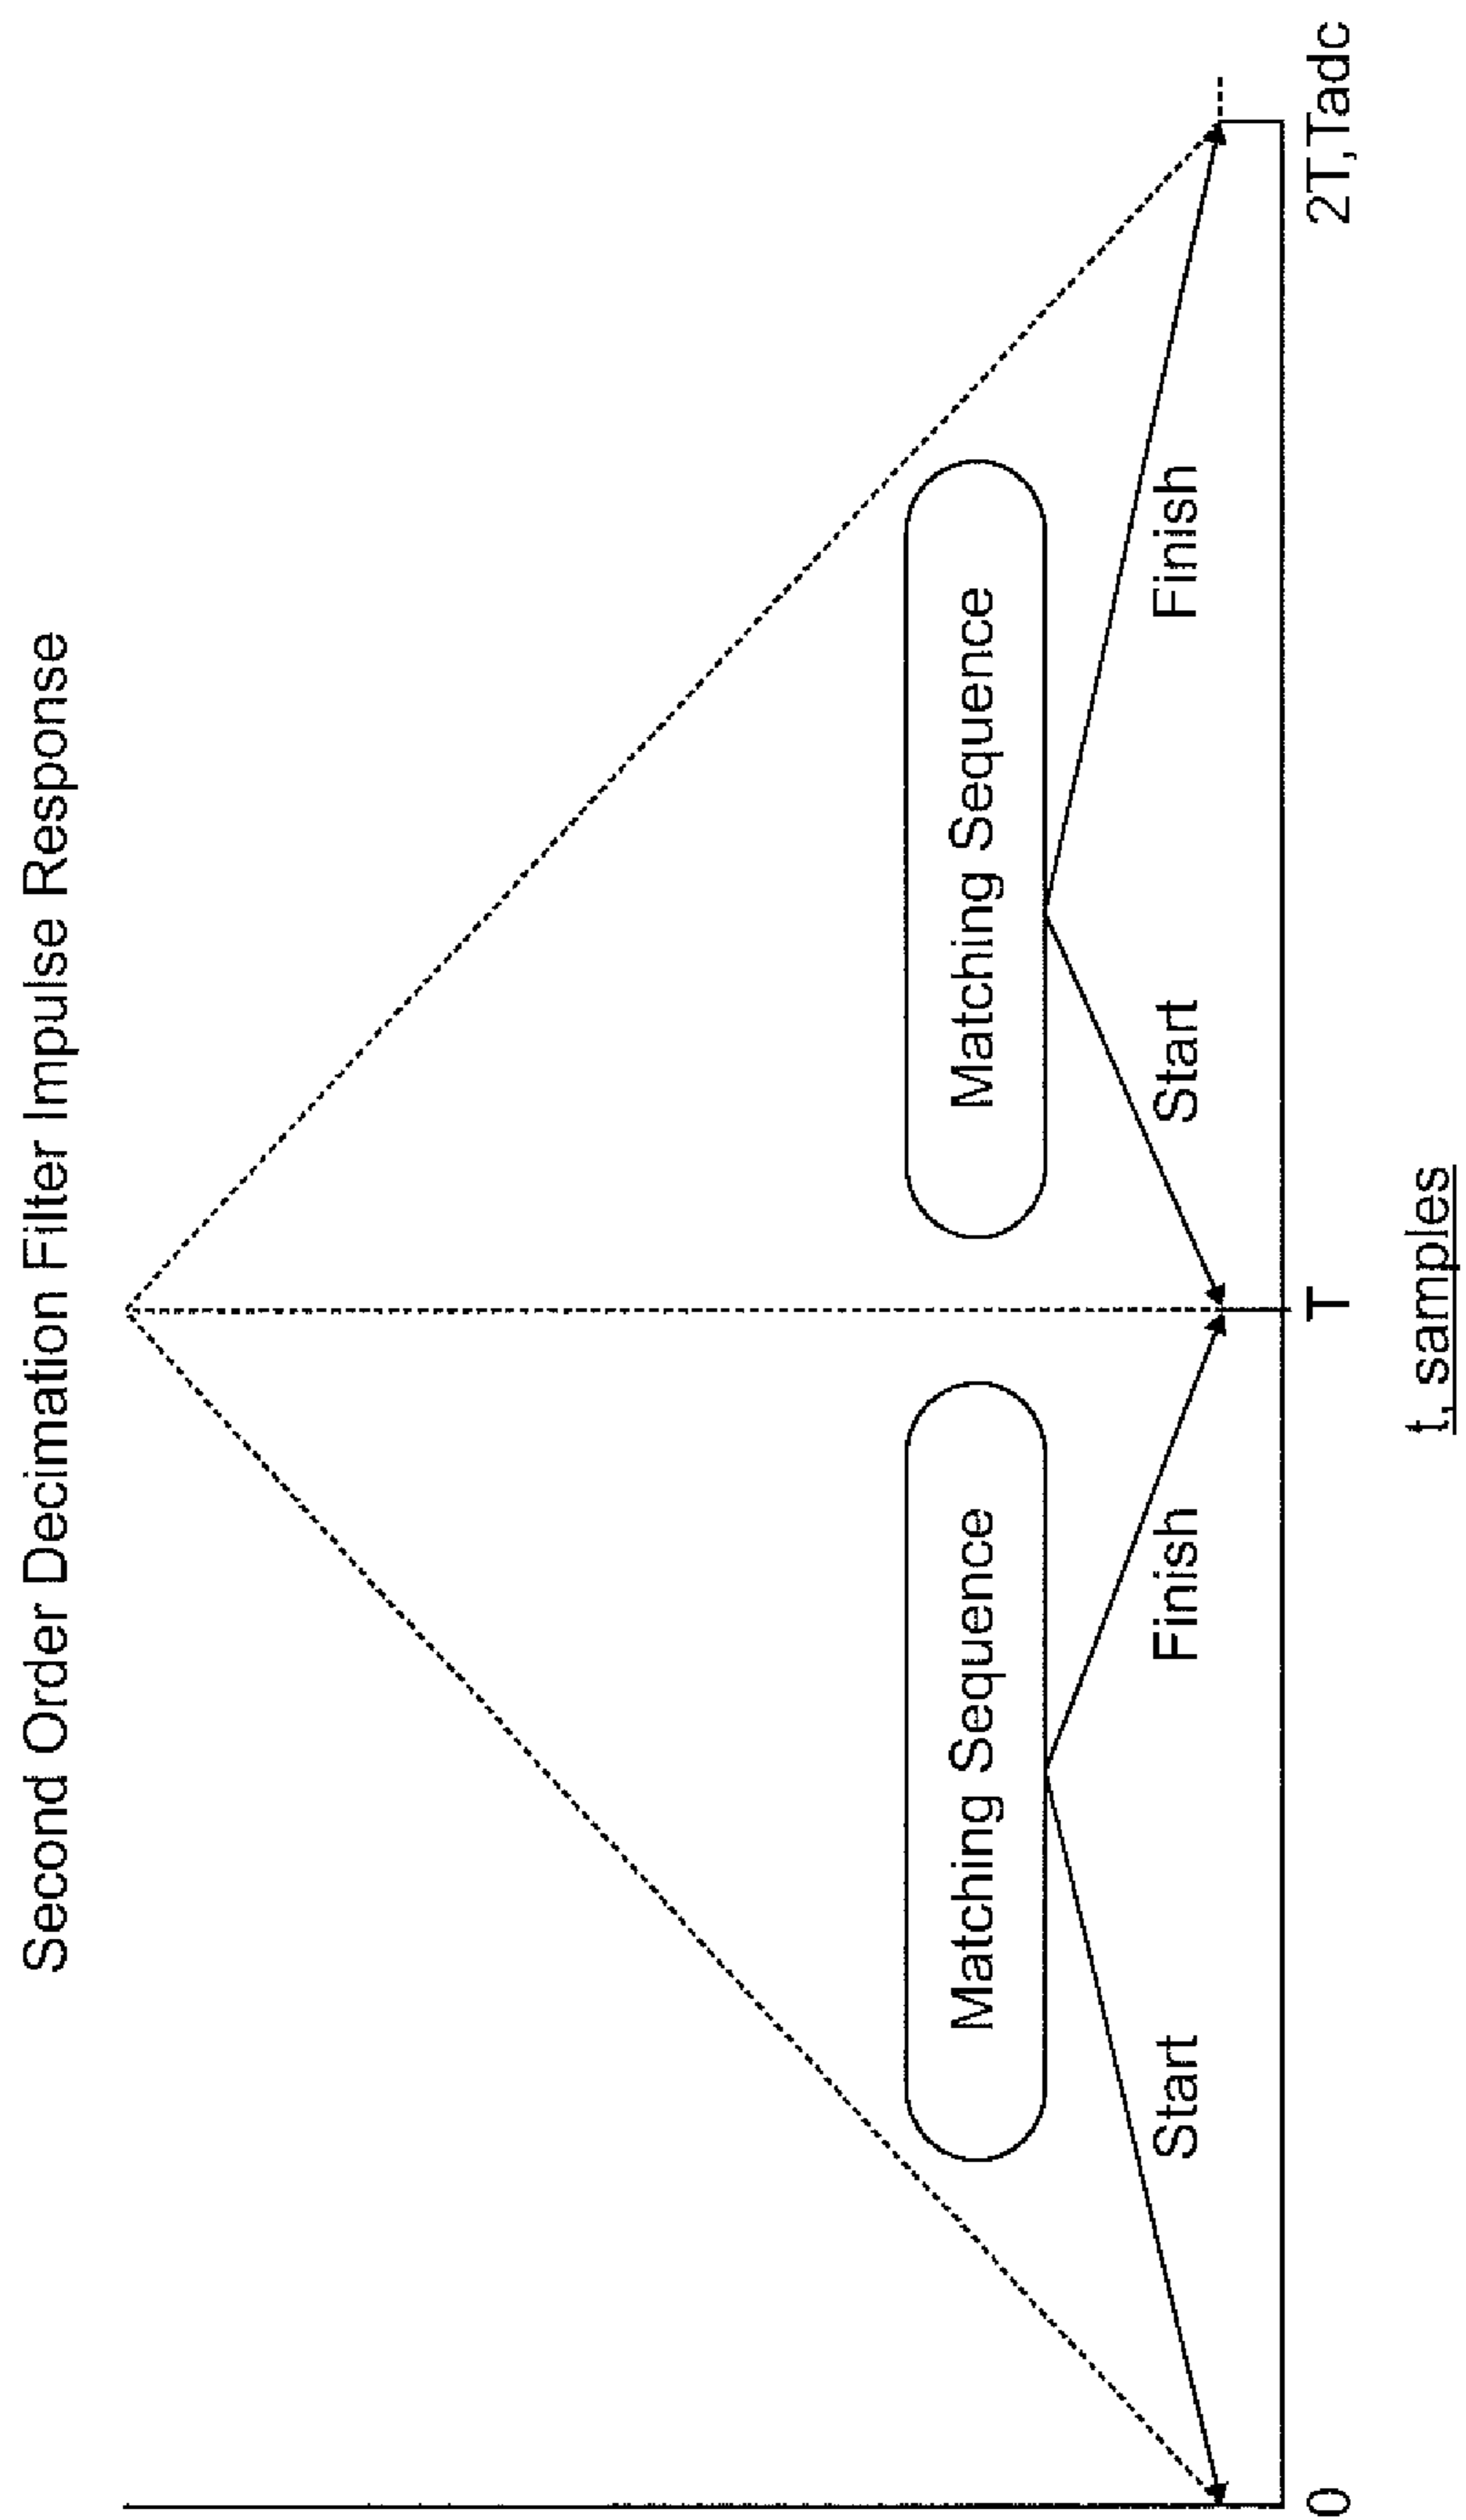 Second Order Decimation Filter Impulse Response
Matching Sequence
Matching Sequence
Start
Finish
Start
Finish
0
T
2T,Tadc
t, samples